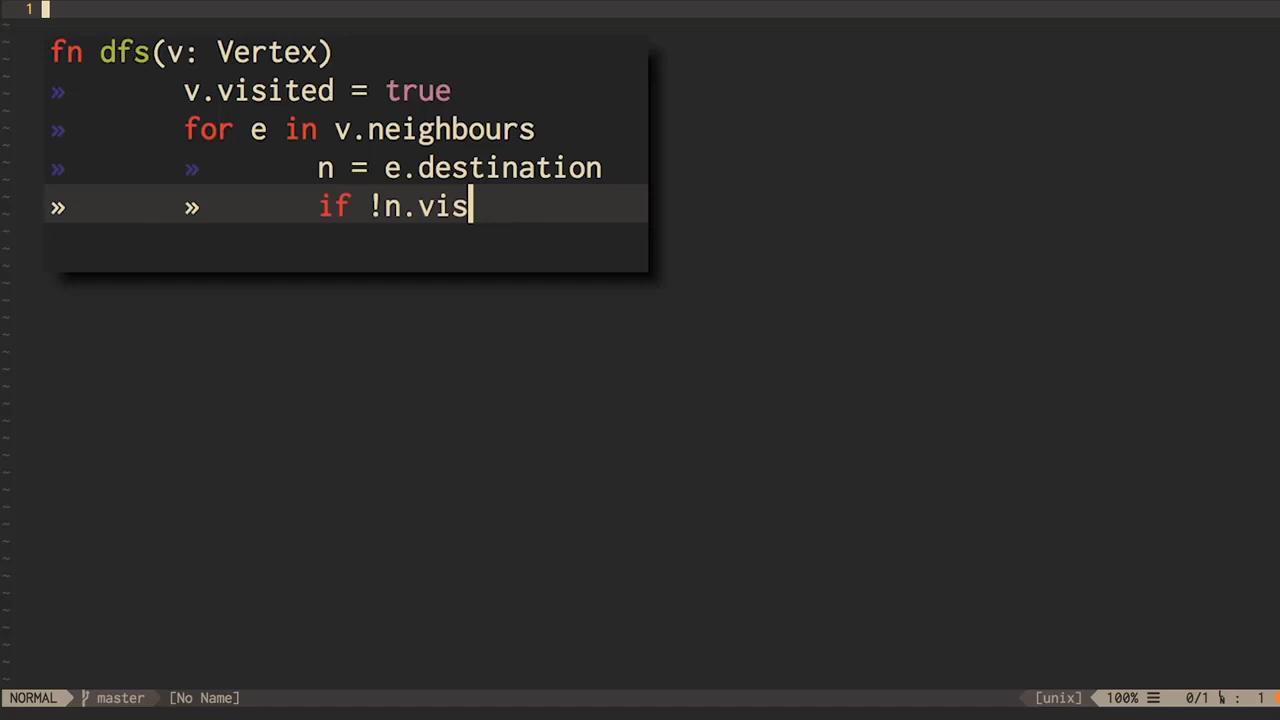 1
fn dfs(v: Vertex)
» v.visited = true
» for e in v.neighbours
» » n = e.destination
» » if !n.vis
NORMAL master [No Name] [unix] 100% ☰ 0/1 : 1